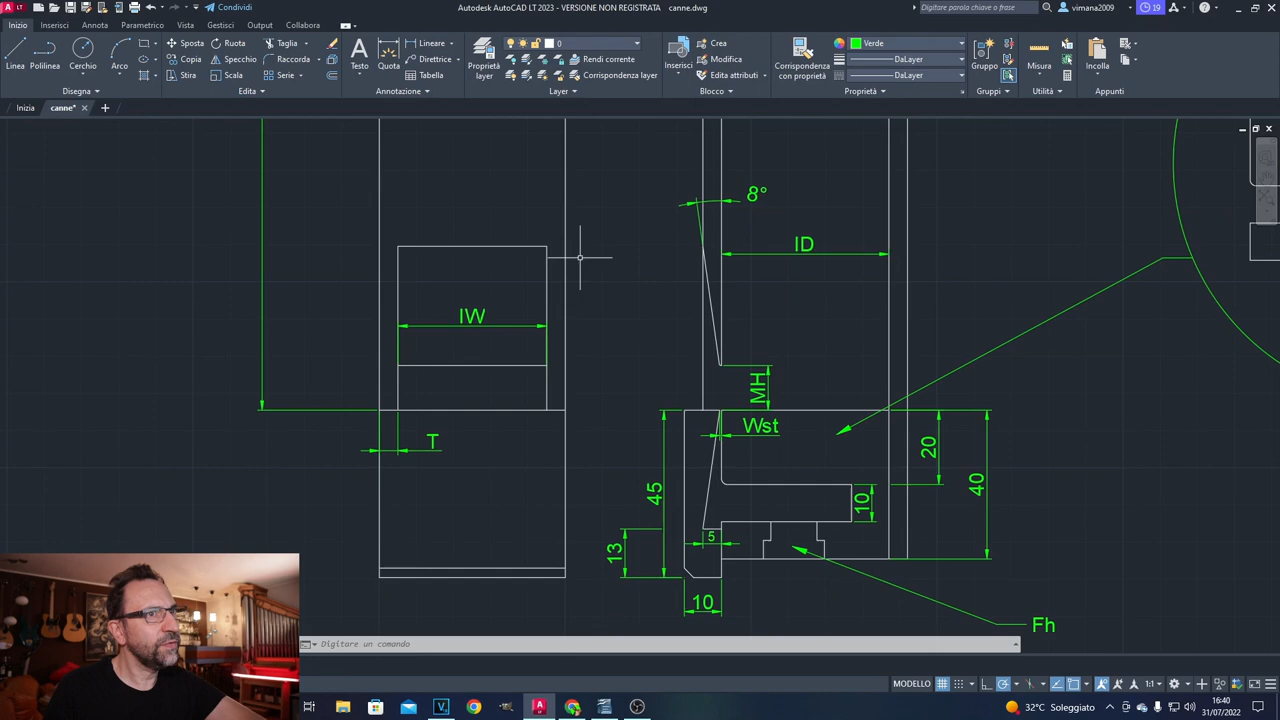 LT
Condividi
Autodesk AutoCAD LT 2023 - VERSIONE NON REGISTRATA canne.dwg
Digitare parola chiave o frase
vimana2009
19
Inizio Inserisci Annota Parametrico Vista Gestisci Output Collabora
Linea Polilinea Cerchio Arco
Sposta Ruota Taglia
Copia Specchio Raccorda
Stira Scala Serie
Testo Quota
Lineare
Direttrice
Tabella
Proprietà layer
0
Rendi corrente
Corrispondenza layer
Inserisci
Crea
Modifica
Edita attributi
Corrispondenza con proprietà
Verde
DaLayer
DaLayer
Gruppo
Misura
Incolla
Disegna Edita Annotazione Layer Blocco Proprietà Gruppi Utilità Appunti
Inizia canne*
8°
ID
IW
MH
T
Wst
20
40
45
10
5
13
10
Fh
Digitare un comando
MODELLO 1:1
32°C Soleggiato
16:40
31/07/2022